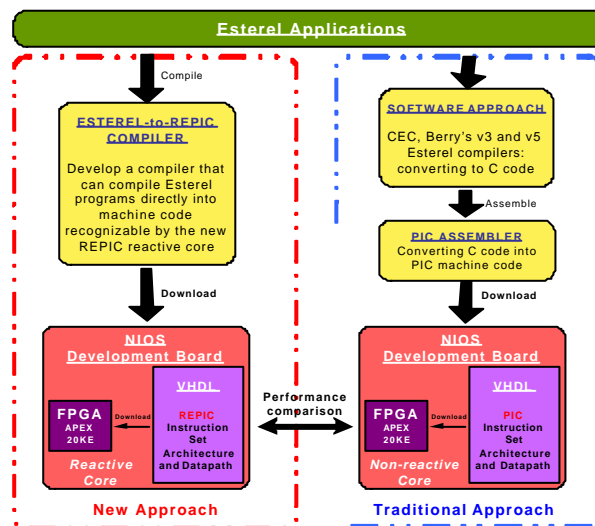 Esterel Applications
Compile
ESTEREL-to-REPIC
COMPILER
Develop a compiler that
can compile Esterel
programs directly into
machine code
recognizable by the new
REPIC reactive core
Download
NIOS
Development Board
VHDL
REPIC
Instruction
Set
Architecture
and Datapath
FPGA
APEX
20KE
Download
Reactive
Core
New Approach
Performance
comparison
SOFTWARE APPROACH
CEC, Berry's v3 and v5
Esterel compilers:
converting to C code
Assemble
PIC ASSEMBLER
Converting C code into
PIC machine code
Download
NIOS
Development Board
VHDL
PIC
Instruction
Set
Architecture
and Datapath
FPGA
APEX
20KE
Download
Non-reactive
Core
Traditional Approach